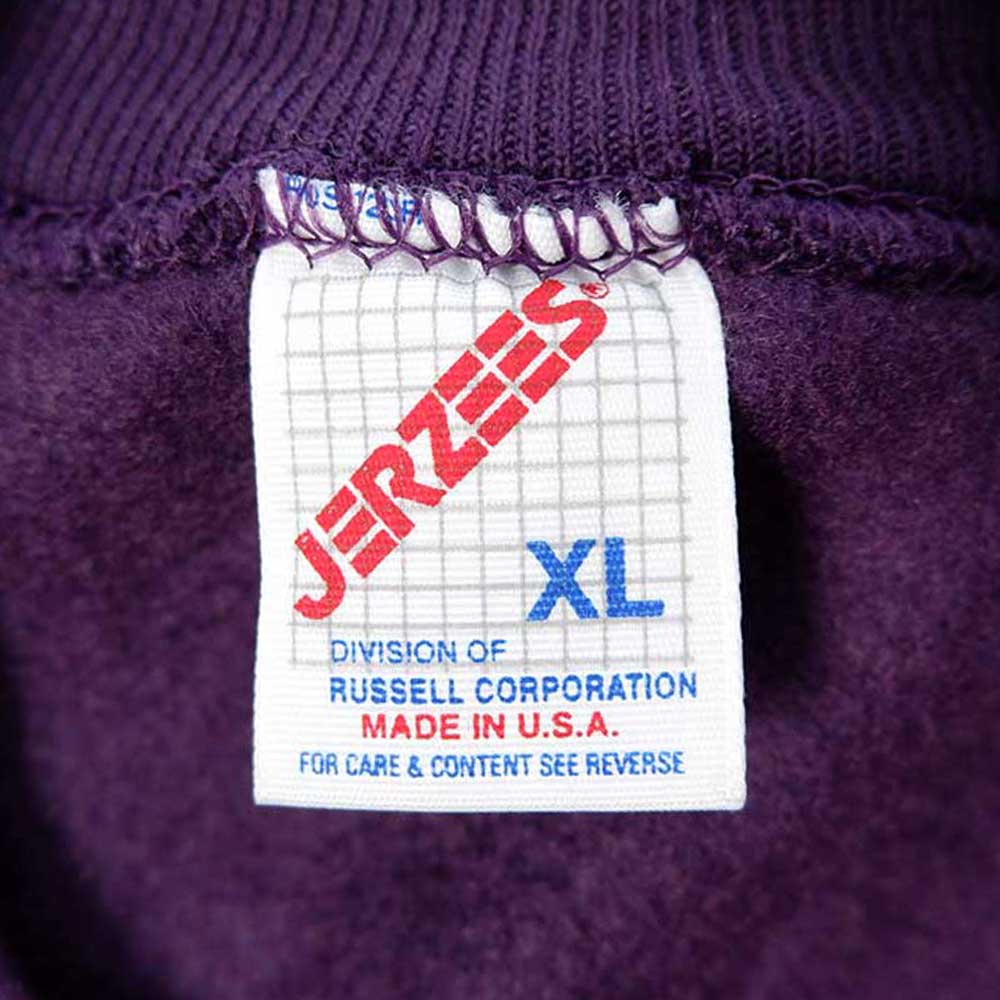 JERZEES®
XL
DIVISION OF
RUSSELL CORPORATION
MADE IN U.S.A.
FOR CARE & CONTENT SEE REVERSE